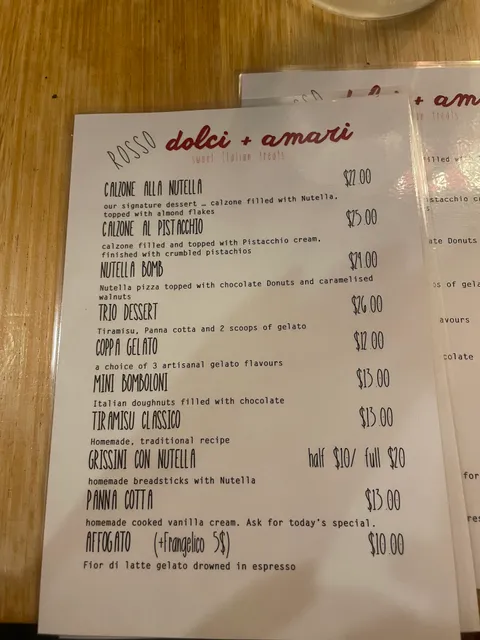 ROSSO dolci + amari
sweet italian treats
CALZONE ALLA NUTELLA $22.00
our signature dessert … calzone filled with Nutella,
topped with almond flakes
CALZONE AL PISTACCHIO $25.00
calzone filled and topped with Pistacchio cream,
finished with crumbled pistachios
NUTELLA BOMB $29.00
Nutella pizza topped with chocolate Donuts and caramelised
walnuts
TRIO DESSERT $26.00
Tiramisu, Panna cotta and 2 scoops of gelato
COPPA GELATO $12.00
a choice of 3 artisanal gelato flavours
MINI BOMBOLONI $13.00
Italian doughnuts filled with chocolate
TIRAMISU CLASSICO $13.00
Homemade, traditional recipe
GRISSINI CON NUTELLA half $10/ full $20
homemade breadsticks with Nutella
PANNA COTTA $13.00
homemade cooked vanilla cream. Ask for today's special.
AFFOGATO (+Frangelico 5$) $10.00
Fior di latte gelato drowned in espresso